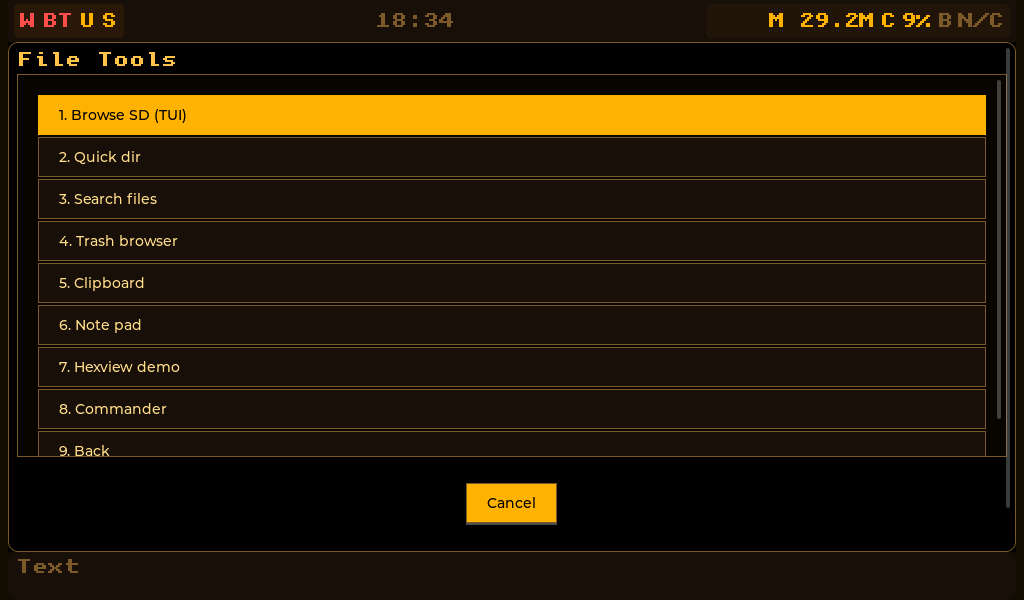 W BT U S 18:34 M 29.2M C 9% B N/C
File Tools
1. Browse SD (TUI)
2. Quick dir
3. Search files
4. Trash browser
5. Clipboard
6. Note pad
7. Hexview demo
8. Commander
9. Back
Cancel
Text